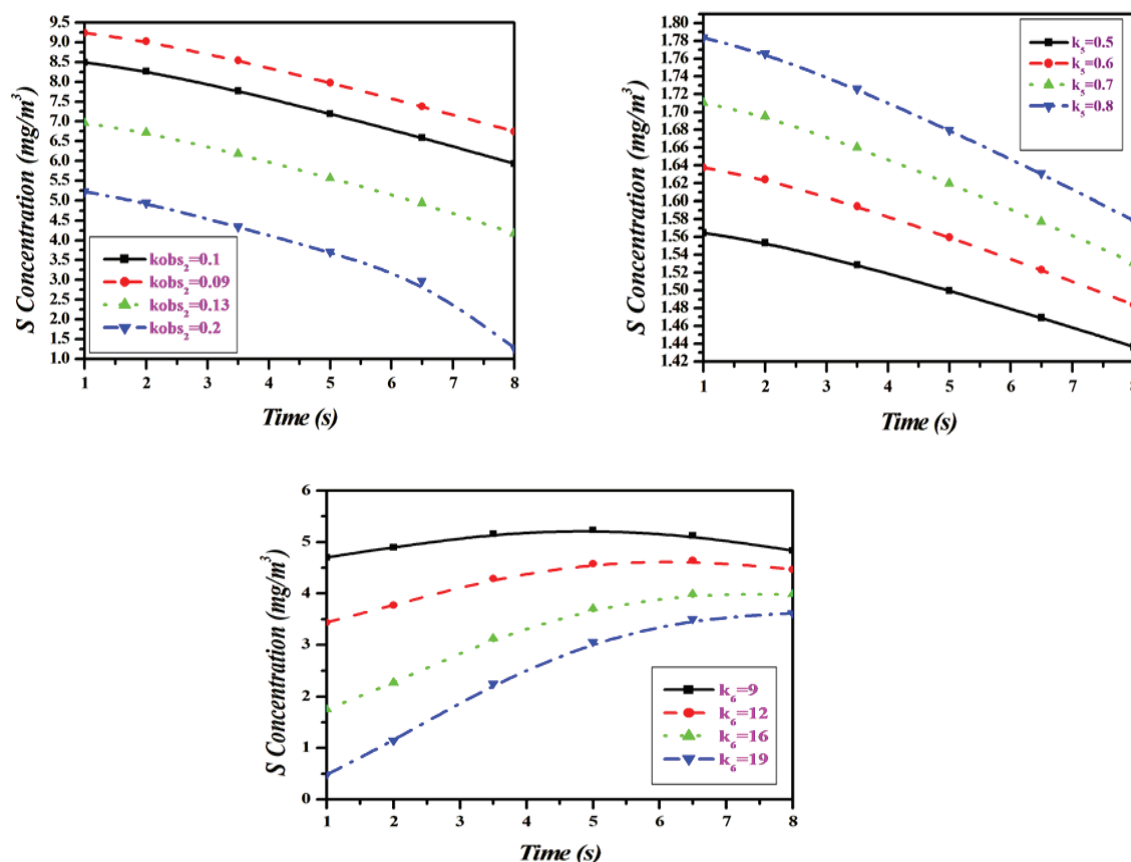 S Concentration (mg/m³)
9.5
9.0
8.5
8.0
7.5
7.0
6.5
6.0
5.5
5.0
4.5
4.0
3.5
3.0
2.5
2.0
1.5
1.0
kobs₂=0.1
kobs₂=0.09
kobs₂=0.13
kobs₂=0.2
1 2 3 4 5 6 7 8
Time (s)
S Concentration (mg/m³)
1.80
1.78
1.76
1.74
1.72
1.70
1.68
1.66
1.64
1.62
1.60
1.58
1.56
1.54
1.52
1.50
1.48
1.46
1.44
1.42
k₅=0.5
k₅=0.6
k₅=0.7
k₅=0.8
1 2 3 4 5 6 7 8
Time (s)
S Concentration (mg/m³)
6
5
4
3
2
1
0
k₆=9
k₆=12
k₆=16
k₆=19
1 2 3 4 5 6 7 8
Time (s)